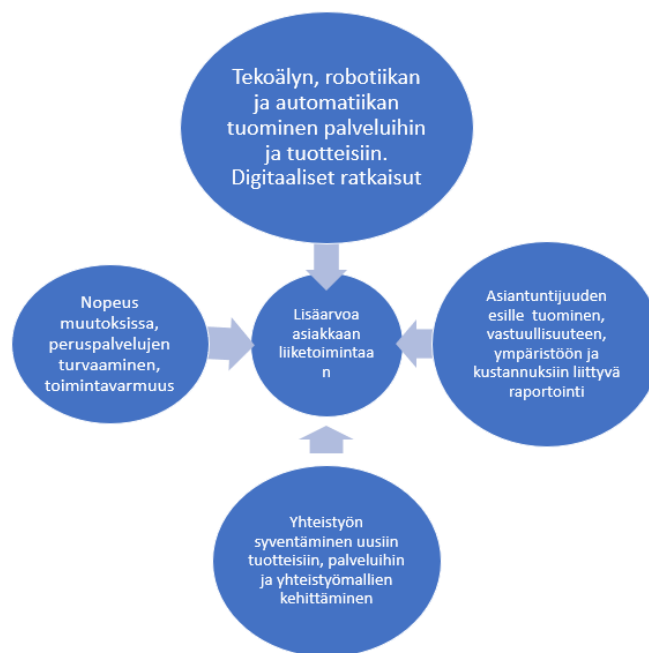 Tekoälyn, robotiikan
ja automatiikan
tuominen palveluihin
ja tuotteisiin.
Digitaaliset ratkaisut
Nopeus
muutoksissa,
peruspalvelujen
turvaaminen,
toimintavarmuus
Lisäarvoa
asiakkaan
liiketoimintaa
n
Asiantuntijuuden
esille tuominen,
vastuullisuuteen,
ympäristöön ja
kustannuksiin liittyvä
raportointi
Yhteistyön
syventäminen uusiin
tuotteisiin, palveluihin
ja yhteistyömallien
kehittäminen